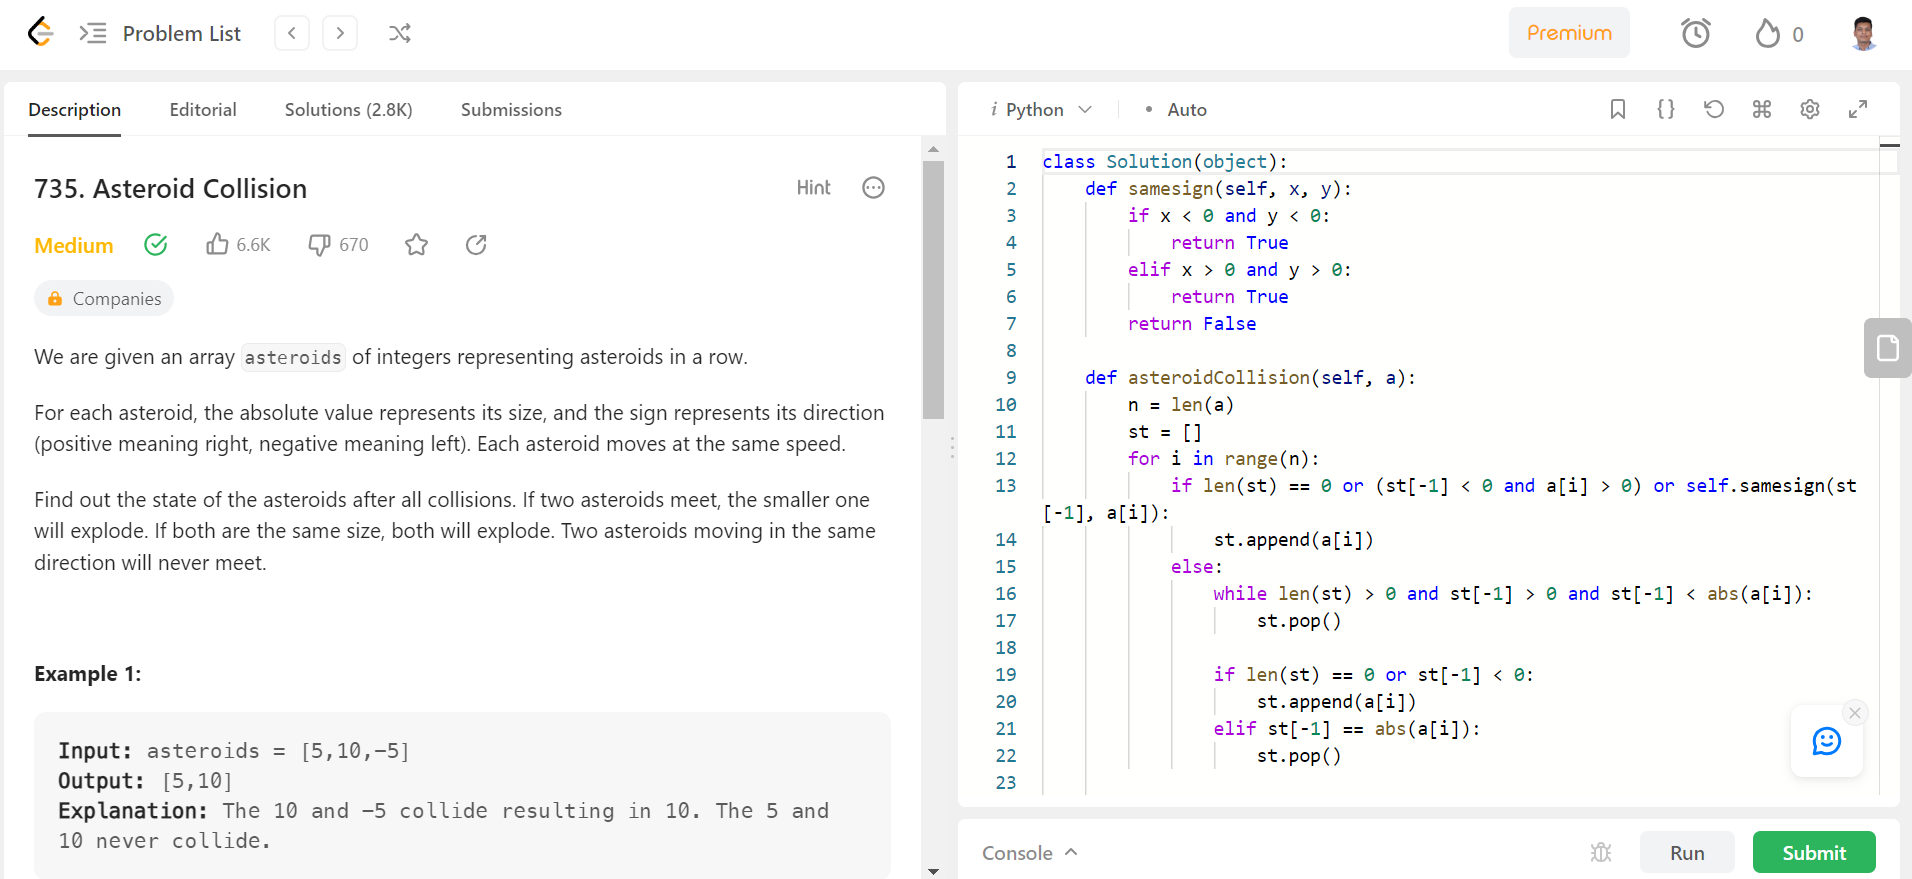 Problem List
Premium
0
Description Editorial Solutions (2.8K) Submissions
735. Asteroid Collision
Hint
Medium 6.6K 670
Companies
We are given an array asteroids of integers representing asteroids in a row.
For each asteroid, the absolute value represents its size, and the sign represents its direction
(positive meaning right, negative meaning left). Each asteroid moves at the same speed.
Find out the state of the asteroids after all collisions. If two asteroids meet, the smaller one
will explode. If both are the same size, both will explode. Two asteroids moving in the same
direction will never meet.
Example 1:
Input: asteroids = [5,10,-5]
Output: [5,10]
Explanation: The 10 and -5 collide resulting in 10. The 5 and
10 never collide.
i Python • Auto
1 class Solution(object):
2 def samesign(self, x, y):
3 if x < 0 and y < 0:
4 return True
5 elif x > 0 and y > 0:
6 return True
7 return False
8
9 def asteroidCollision(self, a):
10 n = len(a)
11 st = []
12 for i in range(n):
13 if len(st) == 0 or (st[-1] < 0 and a[i] > 0) or self.samesign(st
[-1], a[i]):
14 st.append(a[i])
15 else:
16 while len(st) > 0 and st[-1] > 0 and st[-1] < abs(a[i]):
17 st.pop()
18
19 if len(st) == 0 or st[-1] < 0:
20 st.append(a[i])
21 elif st[-1] == abs(a[i]):
22 st.pop()
23
Console
Run
Submit